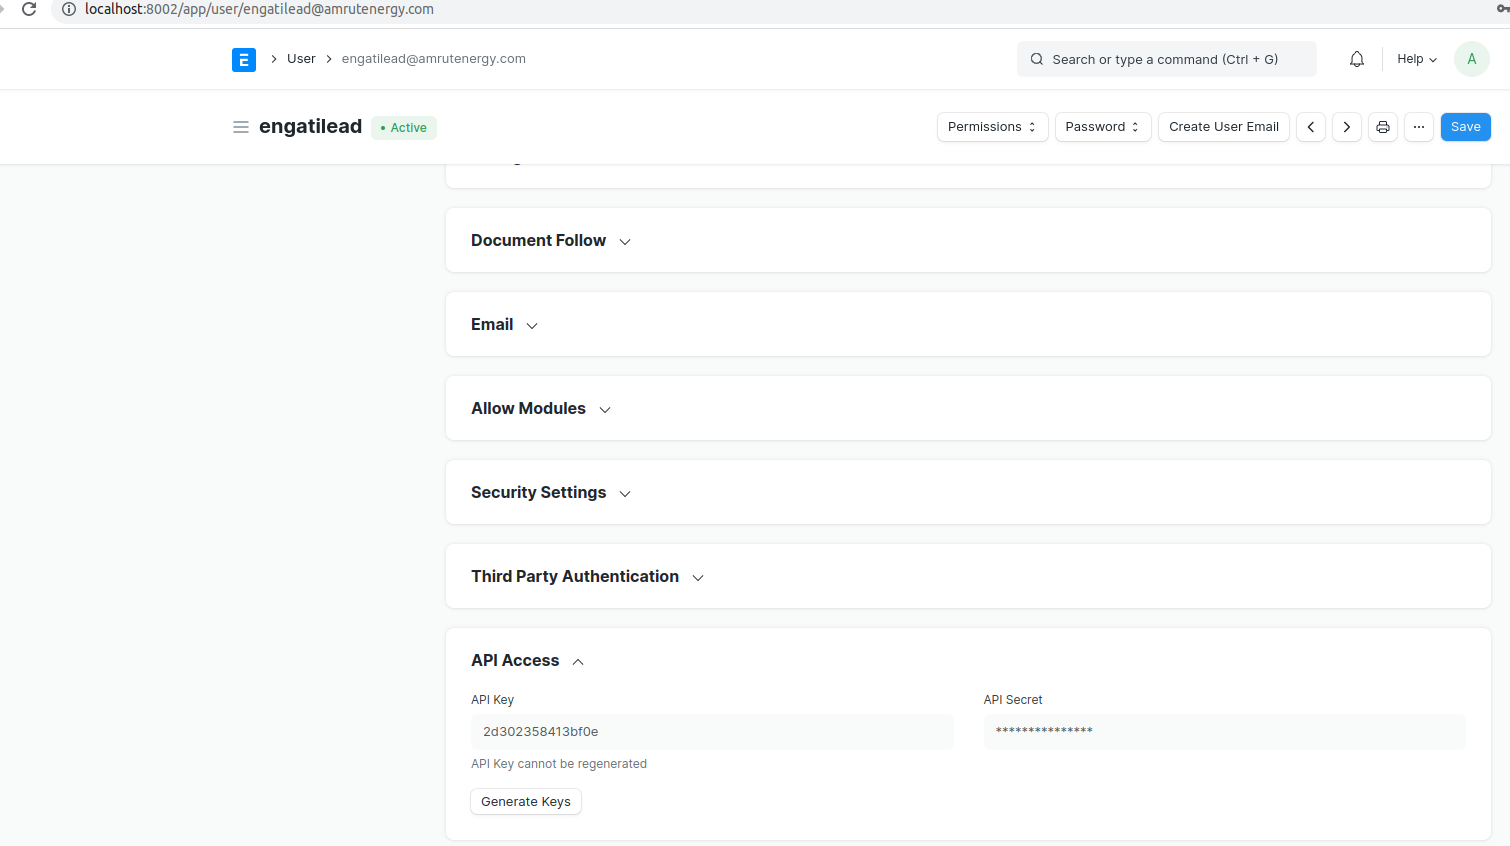 localhost:8002/app/user/engatilead@amrutenergy.com
E > User > engatilead@amrutenergy.com
Search or type a command (Ctrl + G)
Help
A
engatilead
• Active
Permissions
Password
Create User Email
...
Save
Document Follow
Email
Allow Modules
Security Settings
Third Party Authentication
API Access
API Key
API Secret
2d302358413bf0e
***************
API Key cannot be regenerated
Generate Keys